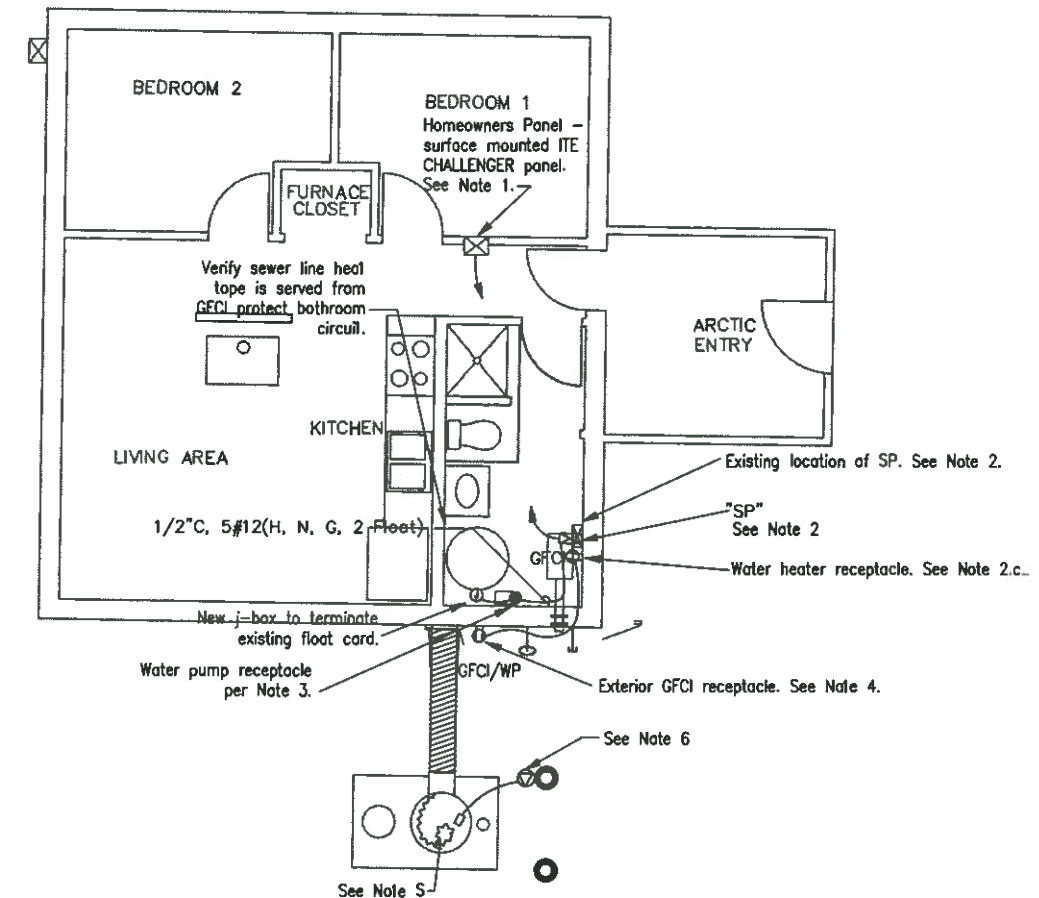 BEDROOM 2
BEDROOM 1
Homeowners Panel –
surface mounted ITE
CHALLENGER panel.
See Note 1.
FURNACE
CLOSET
Verify sewer line heat
tape is served from
GFCI protect bothroom
circuit.
ARCTIC
ENTRY
KITCHEN
LIVING AREA
Existing location of SP. See Note 2.
"SP"
See Note 2
1/2"C, 5#12(H, N, G, 2 Float)
GFCI
Water heater receptacle. See Note 2.c.
New j-box to terminate
existing float card.
Water pump receptacle
per Note 3.
GFCI/WP
Exterior GFCI receptacle. See Note 4.
See Note 6
See Note S